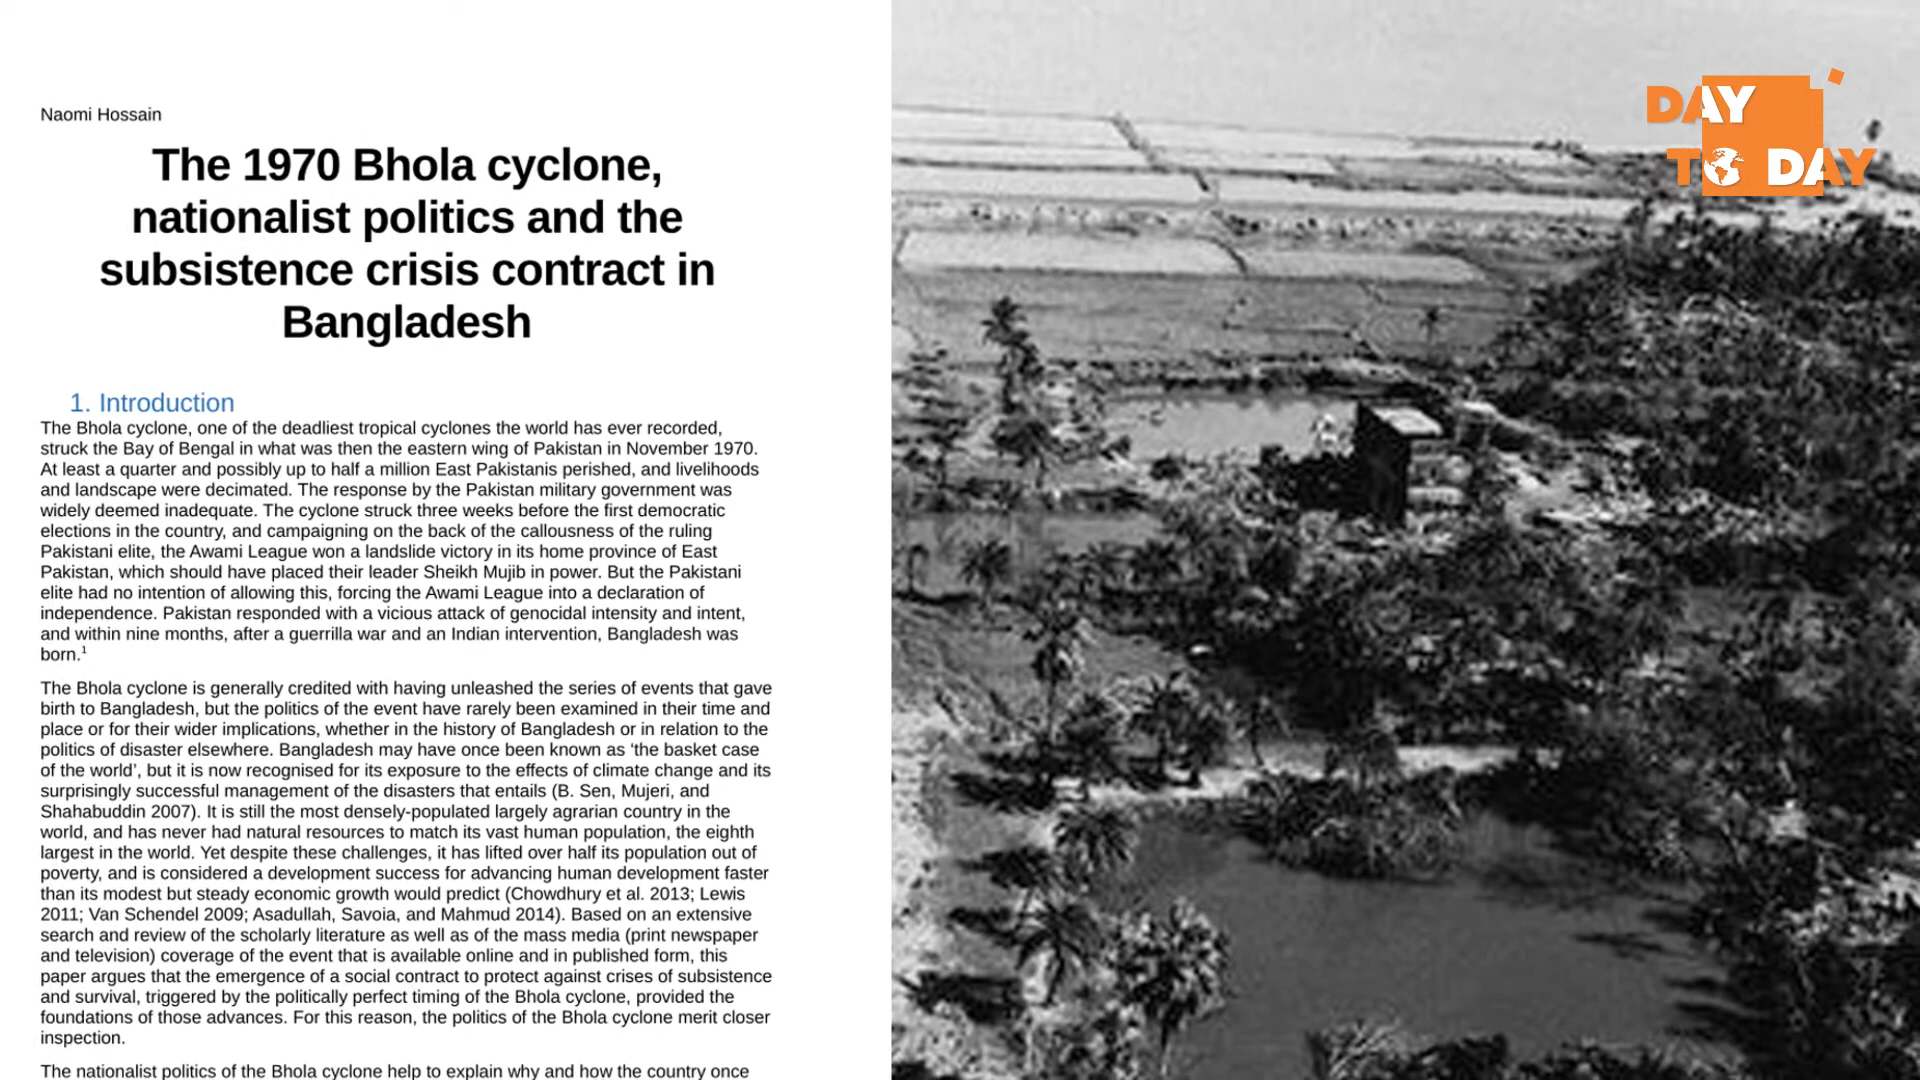 Naomi Hossain
The 1970 Bhola cyclone,
nationalist politics and the
subsistence crisis contract in
Bangladesh
1. Introduction
The Bhola cyclone, one of the deadliest tropical cyclones the world has ever recorded,
struck the Bay of Bengal in what was then the eastern wing of Pakistan in November 1970.
At least a quarter and possibly up to half a million East Pakistanis perished, and livelihoods
and landscape were decimated. The response by the Pakistan military government was
widely deemed inadequate. The cyclone struck three weeks before the first democratic
elections in the country, and campaigning on the back of the callousness of the ruling
Pakistani elite, the Awami League won a landslide victory in its home province of East
Pakistan, which should have placed their leader Sheikh Mujib in power. But the Pakistani
elite had no intention of allowing this, forcing the Awami League into a declaration of
independence. Pakistan responded with a vicious attack of genocidal intensity and intent,
and within nine months, after a guerrilla war and an Indian intervention, Bangladesh was
born.¹
The Bhola cyclone is generally credited with having unleashed the series of events that gave
birth to Bangladesh, but the politics of the event have rarely been examined in their time and
place or for their wider implications, whether in the history of Bangladesh or in relation to the
politics of disaster elsewhere. Bangladesh may have once been known as ‘the basket case
of the world’, but it is now recognised for its exposure to the effects of climate change and its
surprisingly successful management of the disasters that entails (B. Sen, Mujeri, and
Shahabuddin 2007). It is still the most densely-populated largely agrarian country in the
world, and has never had natural resources to match its vast human population, the eighth
largest in the world. Yet despite these challenges, it has lifted over half its population out of
poverty, and is considered a development success for advancing human development faster
than its modest but steady economic growth would predict (Chowdhury et al. 2013; Lewis
2011; Van Schendel 2009; Asadullah, Savoia, and Mahmud 2014). Based on an extensive
search and review of the scholarly literature as well as of the mass media (print newspaper
and television) coverage of the event that is available online and in published form, this
paper argues that the emergence of a social contract to protect against crises of subsistence
and survival, triggered by the politically perfect timing of the Bhola cyclone, provided the
foundations of those advances. For this reason, the politics of the Bhola cyclone merit closer
inspection.
The nationalist politics of the Bhola cyclone help to explain why and how the country once
DAY
TO DAY